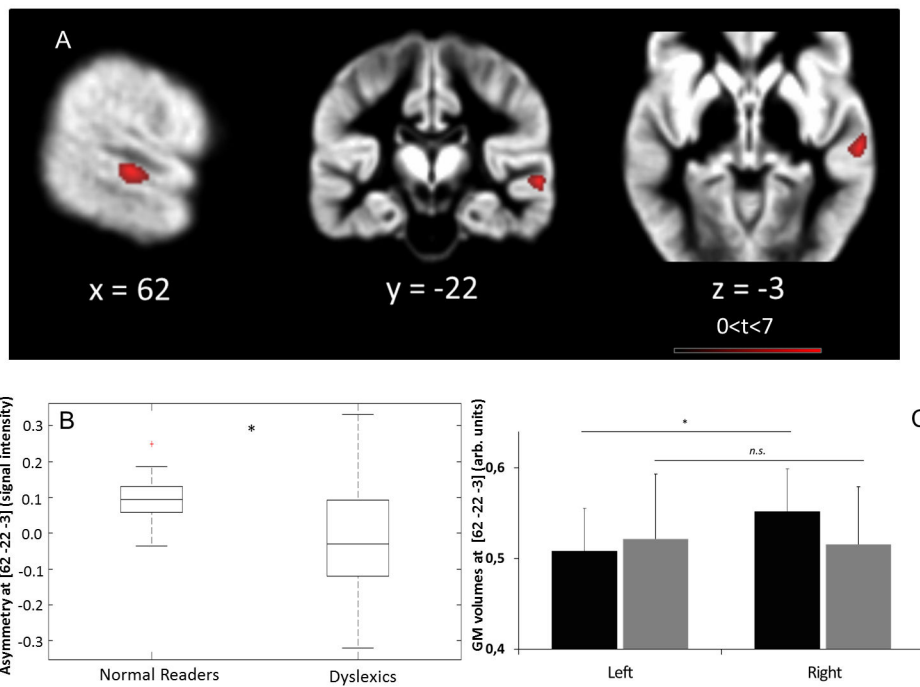 A
x = 62
y = -22
z = -3
0<t<7
B
Asymmetry at [62 -22 -3] (signal intensity)
0.3
0.2
0.1
0.0
-0.1
-0.2
-0.3
*
Normal Readers
Dyslexics
C
GM volumes at [62 -22 -3] (arb. units)
0,6
0,5
0,4
*
n.s.
Left
Right